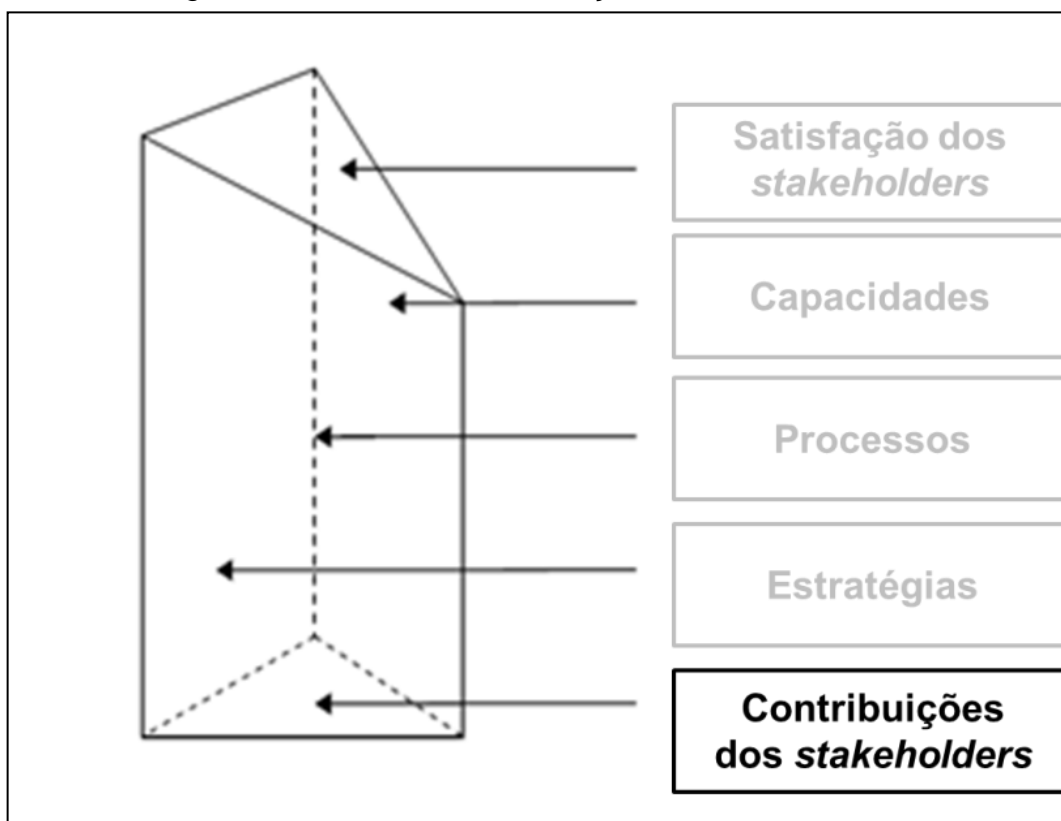 Satisfação dos
stakeholders
Capacidades
Processos
Estratégias
Contribuições
dos stakeholders